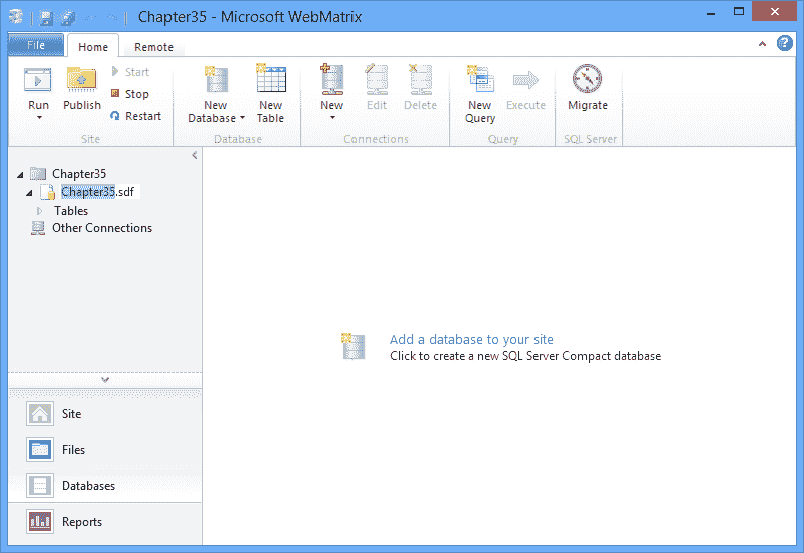 Chapter35 - Microsoft WebMatrix
File Home Remote
Run Publish Start Stop Restart
Site
New Database New Table
Database
New Edit Delete
Connections
New Query Execute
Query
Migrate
SQL Server
Chapter35
Chapter35.sdf
Tables
Other Connections
Add a database to your site
Click to create a new SQL Server Compact database
Site
Files
Databases
Reports